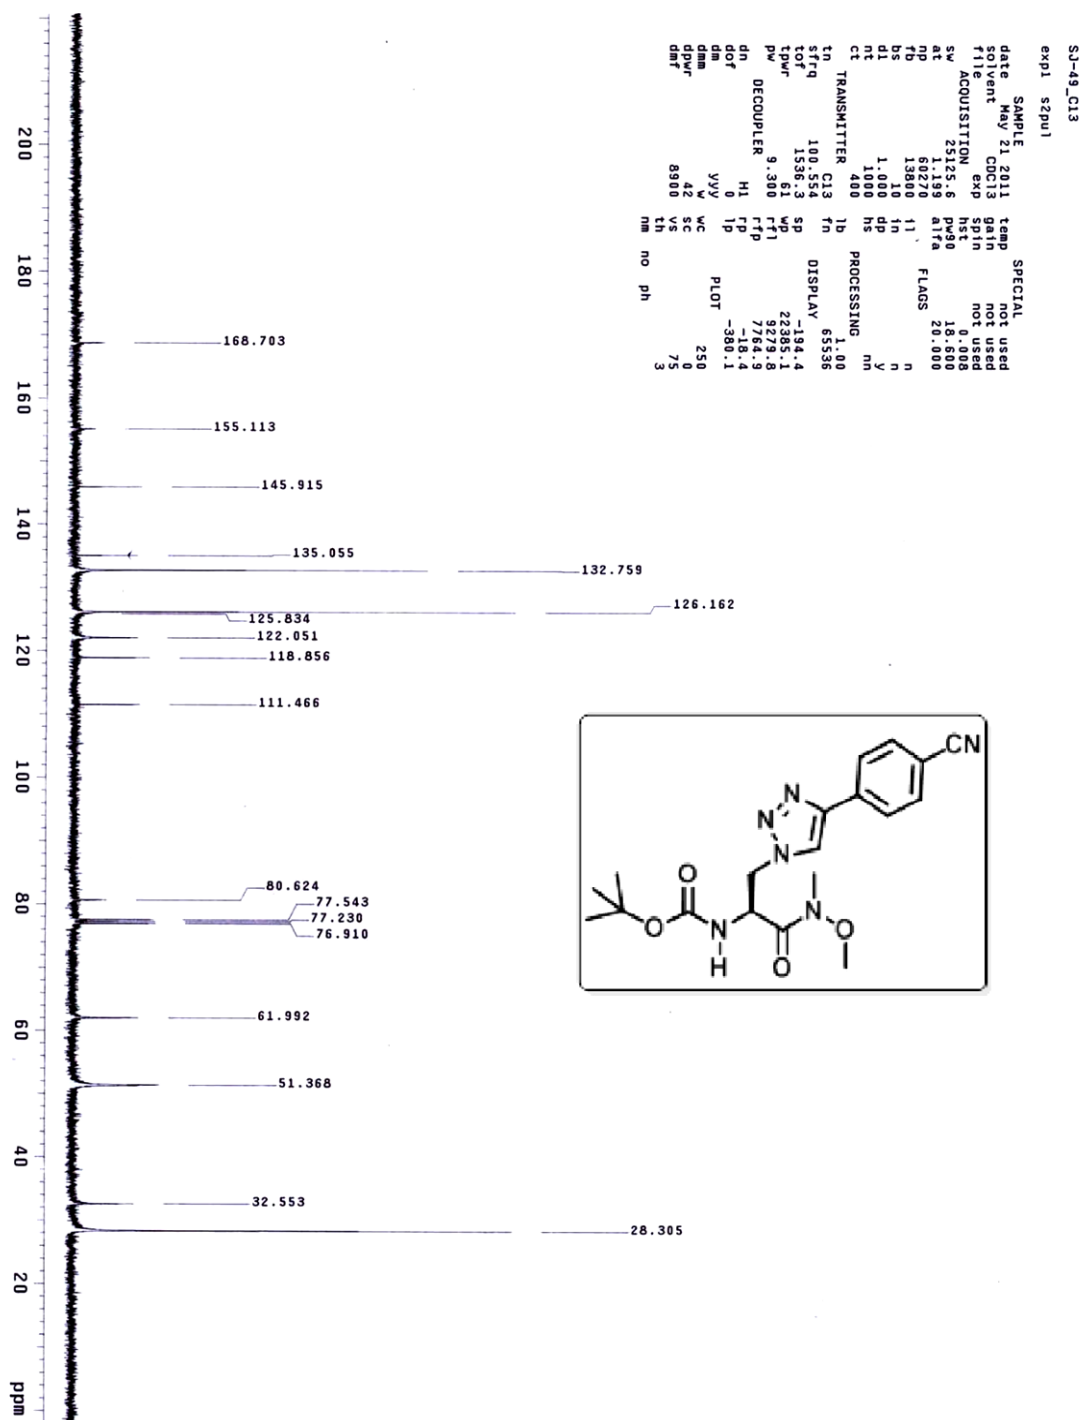 SJ-49_C13
exp1 s2pul
SAMPLE SPECIAL
date May 21 2011 temp not used
solvent CDCl3 gain not used
file exp spin not used
ACQUISITION hst 0.008
sw 25125.6 pw90 18.600
at 1.199 alfa 20.000
np 60270 FLAGS
fb 13800 il n
bs 10 in n
d1 1.000 dp y
nt 1000 hs nn
ct 400 PROCESSING
TRANSMITTER lb 1.00
tn C13 fn 65536
sfrq 100.554 DISPLAY
tof 1536.3 sp -194.4
tpwr 61 wp 22385.1
pw 9.300 rfl 9279.8
DECOUPLER rfp 7764.9
dn H1 rp -18.4
dof 0 lp -380.1
dm yyy PLOT
dmm w wc 250
dpwr 42 sc 0
dmf 8900 vs 75
th 3
nm no ph
168.703
155.113
145.915
135.055
132.759
126.162
125.834
122.051
118.856
111.466
80.624
77.543
77.230
76.910
61.992
51.368
32.553
28.305
CN
N
N
N
O
O
N
H
O
N
O
200
180
160
140
120
100
80
60
40
20
ppm